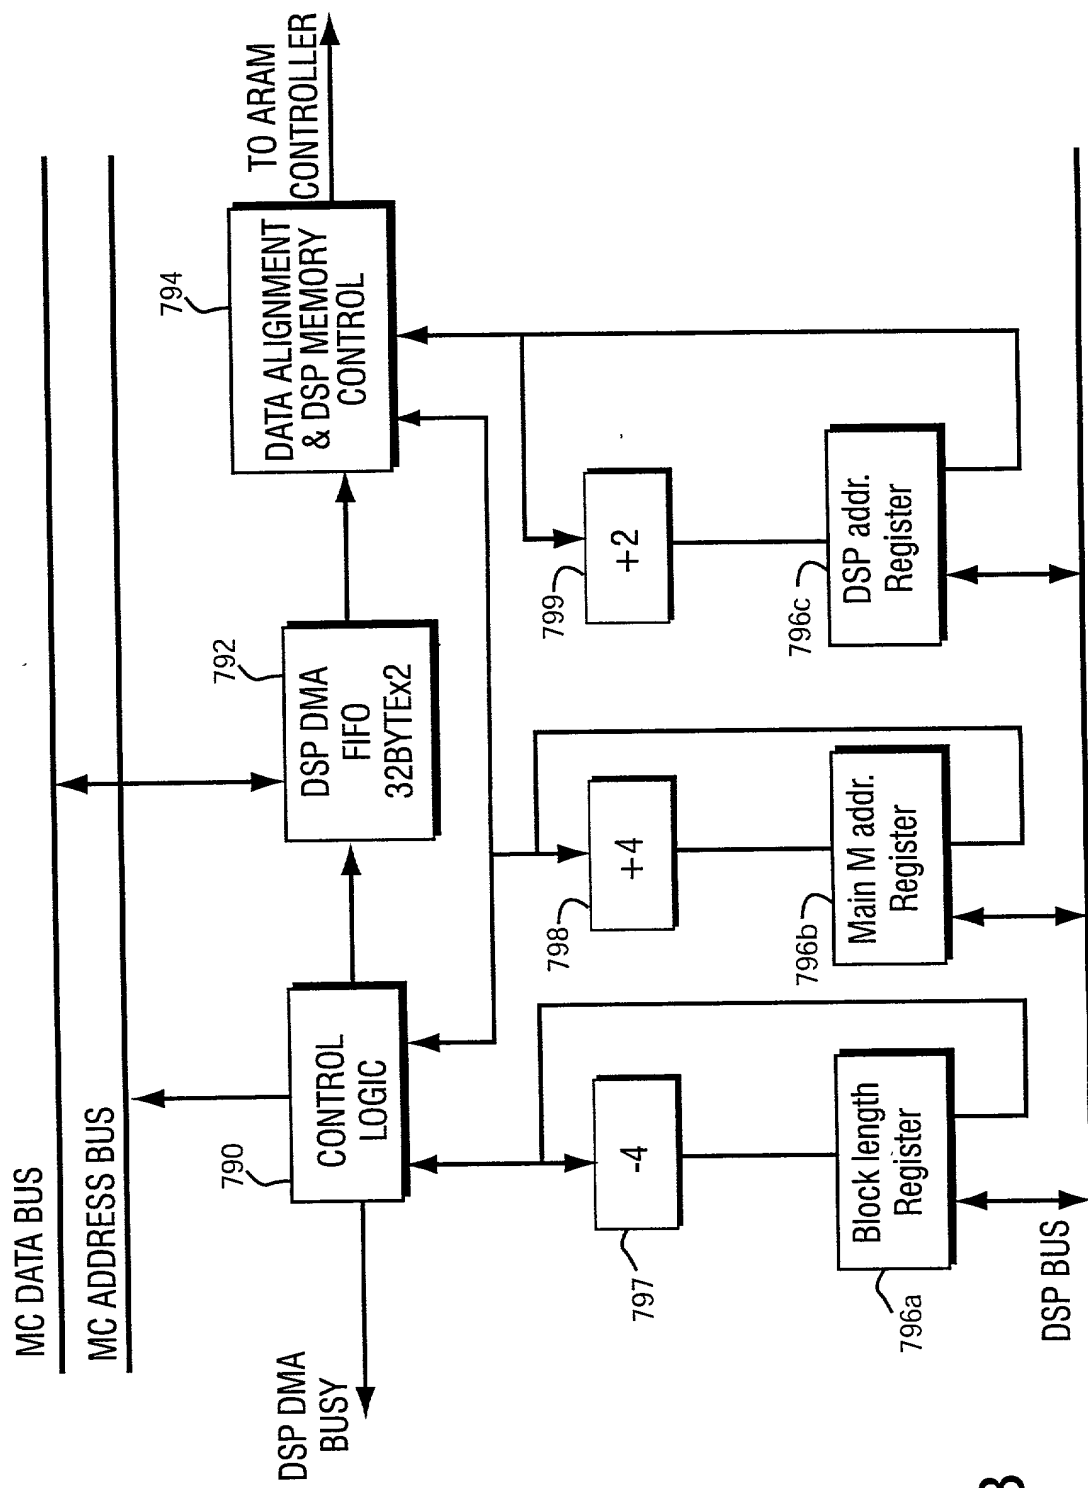 MC DATA BUS
MC ADDRESS BUS
DSP DMA
BUSY
790
CONTROL
LOGIC
792
DSP DMA
FIFO
32BYTEx2
794
DATA ALIGNMENT
& DSP MEMORY
CONTROL
TO ARAM
CONTROLLER
797
-4
798
+4
799
+2
796a
Block length
Register
796b
Main M addr.
Register
796c
DSP addr.
Register
DSP BUS